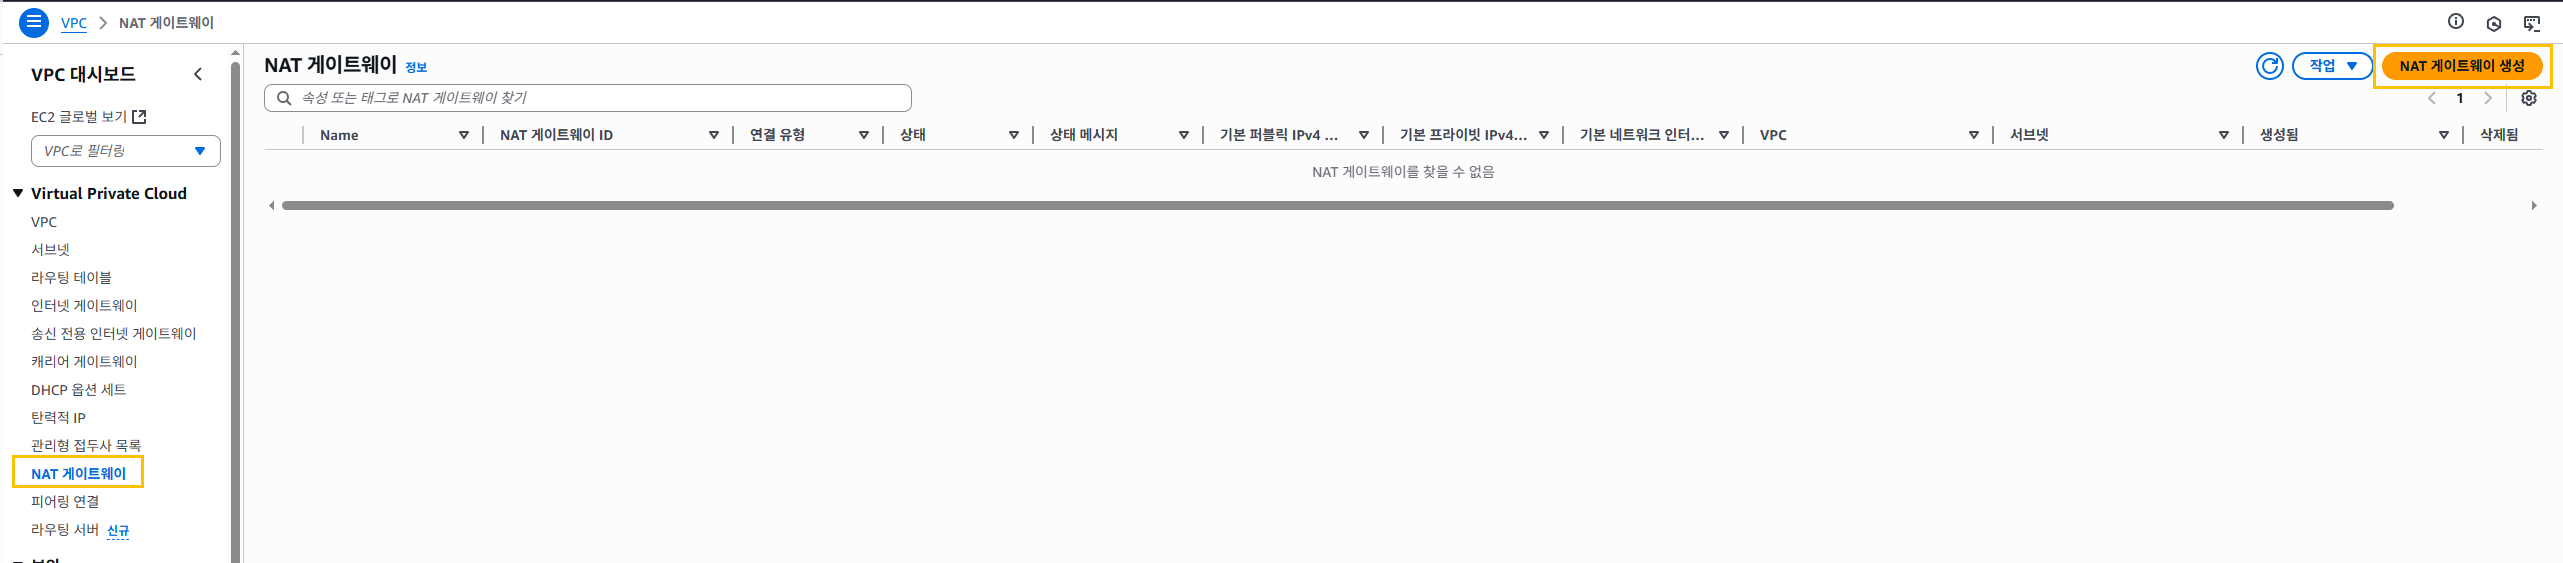 VPC > NAT 게이트웨이
VPC 대시보드
EC2 글로벌 보기
VPC로 필터링
Virtual Private Cloud
VPC
서브넷
라우팅 테이블
인터넷 게이트웨이
송신 전용 인터넷 게이트웨이
캐리어 게이트웨이
DHCP 옵션 세트
탄력적 IP
관리형 접두사 목록
NAT 게이트웨이
피어링 연결
라우팅 서버 신규
NAT 게이트웨이 정보
작업
NAT 게이트웨이 생성
속성 또는 태그로 NAT 게이트웨이 찾기
1
Name NAT 게이트웨이 ID 연결 유형 상태 상태 메시지 기본 퍼블릭 IPv4 ... 기본 프라이빗 IPv4... 기본 네트워크 인터... VPC 서브넷 생성됨 삭제됨
NAT 게이트웨이를 찾을 수 없음